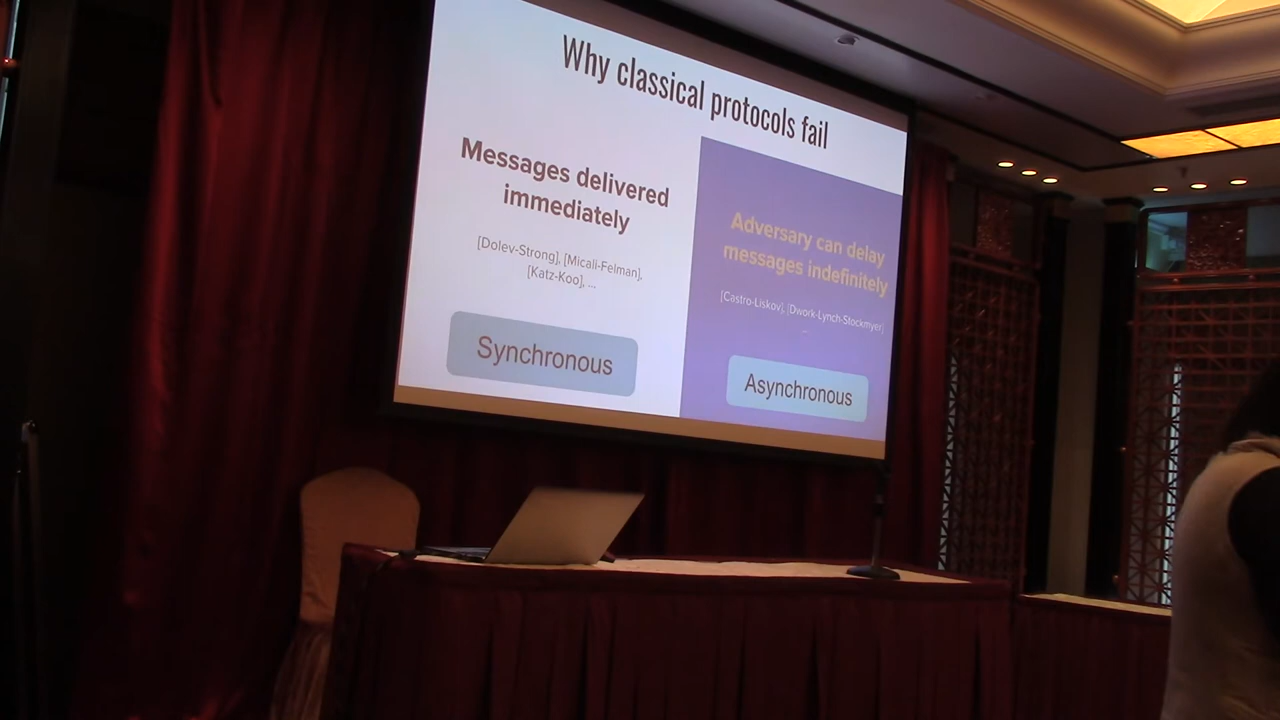 Why classical protocols fail
Messages delivered
immediately
[Dolev-Strong], [Micali-Felman],
[Katz-Koo], ...
Synchronous
Adversary can delay
messages indefinitely
[Castro-Liskov], [Dwork-Lynch-Stockmyer]
...
Asynchronous